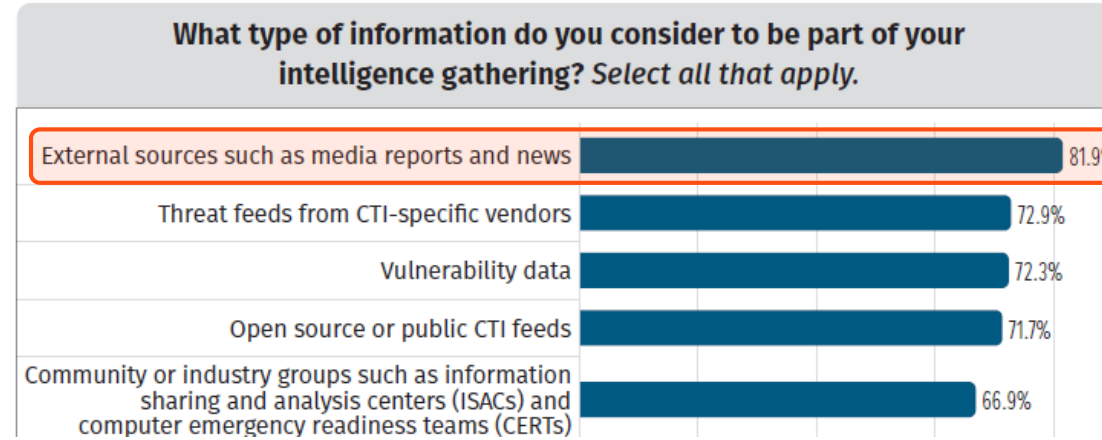 What type of information do you consider to be part of your
intelligence gathering? Select all that apply.
External sources such as media reports and news 81.9%
Threat feeds from CTI-specific vendors 72.9%
Vulnerability data 72.3%
Open source or public CTI feeds 71.7%
Community or industry groups such as information
sharing and analysis centers (ISACs) and
computer emergency readiness teams (CERTs) 66.9%